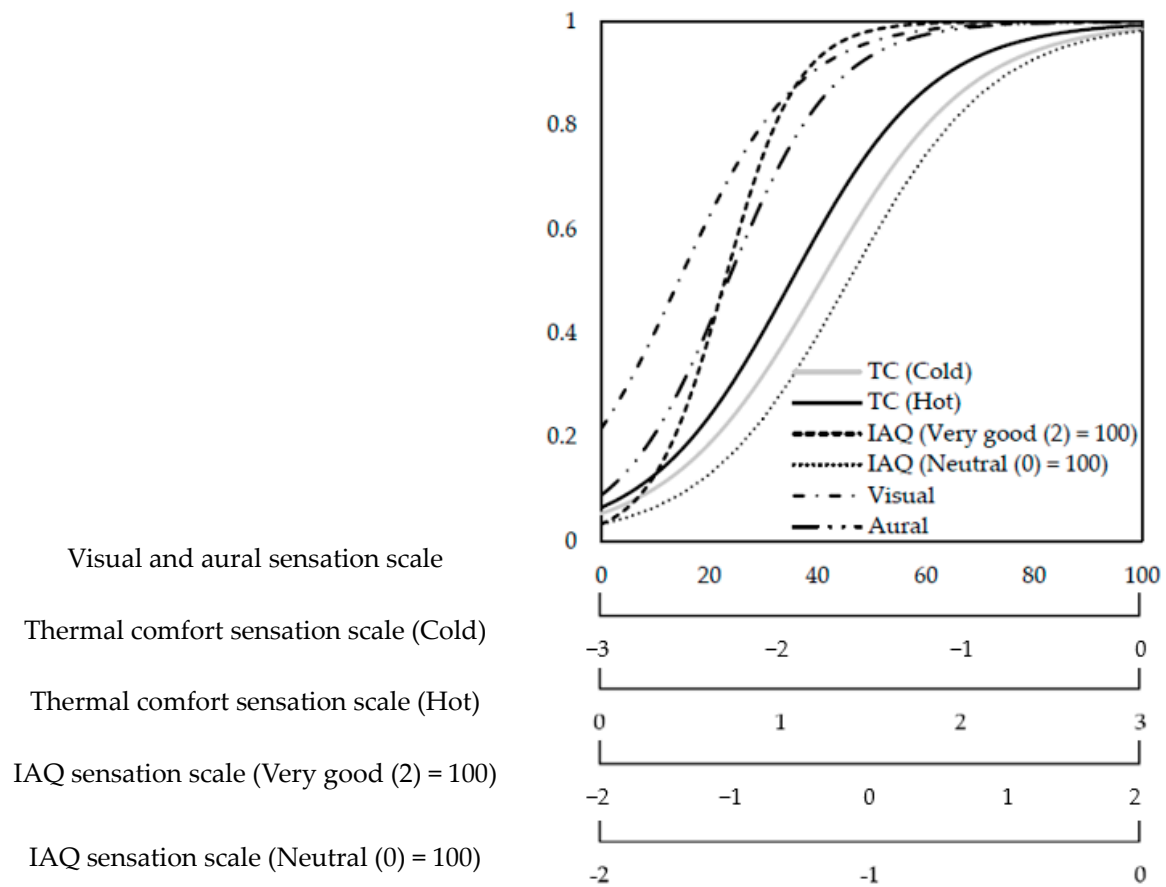 1
0.8
0.6
0.4
0.2
0
TC (Cold)
TC (Hot)
IAQ (Very good (2) = 100)
IAQ (Neutral (0) = 100)
Visual
Aural
Visual and aural sensation scale
0 20 40 60 80 100
Thermal comfort sensation scale (Cold)
−3 −2 −1 0
Thermal comfort sensation scale (Hot)
0 1 2 3
IAQ sensation scale (Very good (2) = 100)
−2 −1 0 1 2
IAQ sensation scale (Neutral (0) = 100)
-2 -1 0